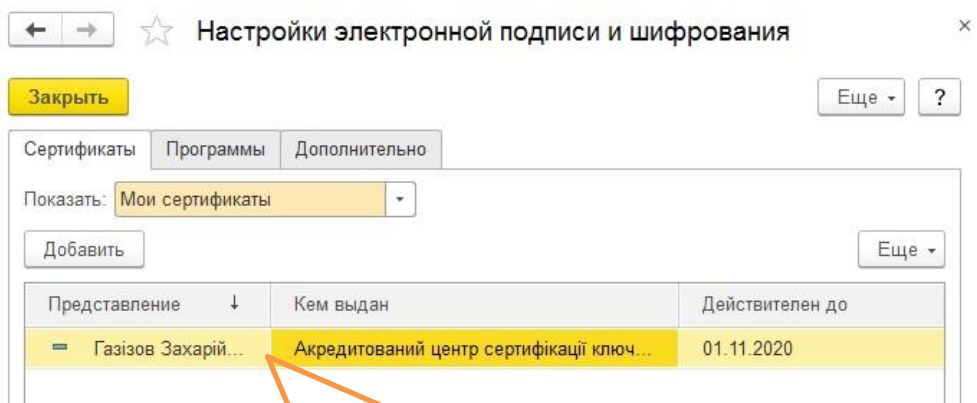 Настройки электронной подписи и шифрования
Закрыть
Еще
?
Сертификаты Программы Дополнительно
Показать: Мои сертификаты
Добавить
Еще
Представление ↓ Кем выдан Действителен до
Газізов Захарій... Акредитований центр сертифікації ключ... 01.11.2020